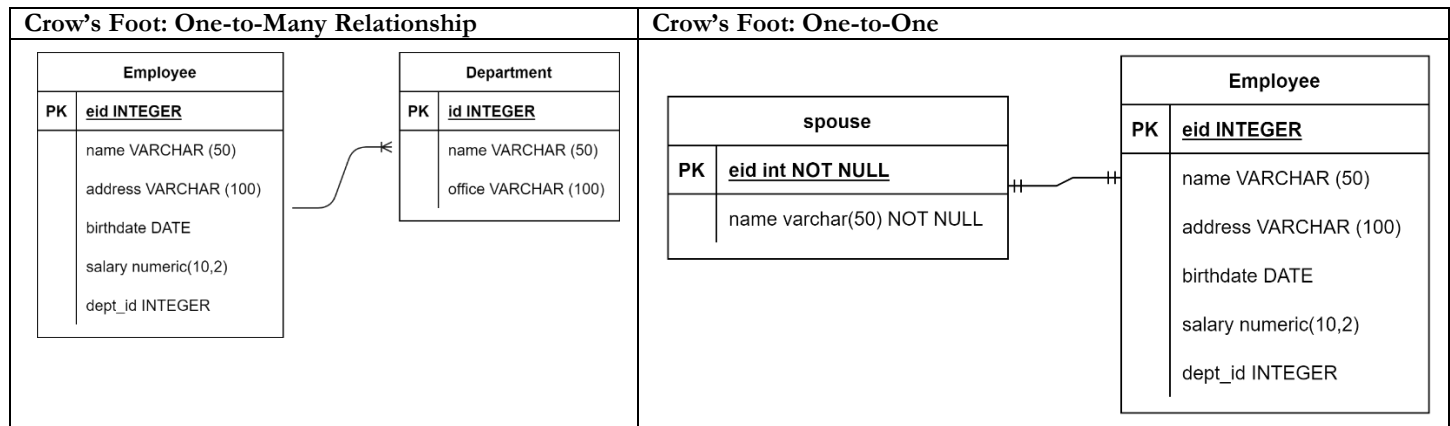 Crow's Foot: One-to-Many Relationship
Employee
PK eid INTEGER
name VARCHAR (50)
address VARCHAR (100)
birthdate DATE
salary numeric(10,2)
dept_id INTEGER
Department
PK id INTEGER
name VARCHAR (50)
office VARCHAR (100)
Crow's Foot: One-to-One
spouse
PK eid int NOT NULL
name varchar(50) NOT NULL
Employee
PK eid INTEGER
name VARCHAR (50)
address VARCHAR (100)
birthdate DATE
salary numeric(10,2)
dept_id INTEGER